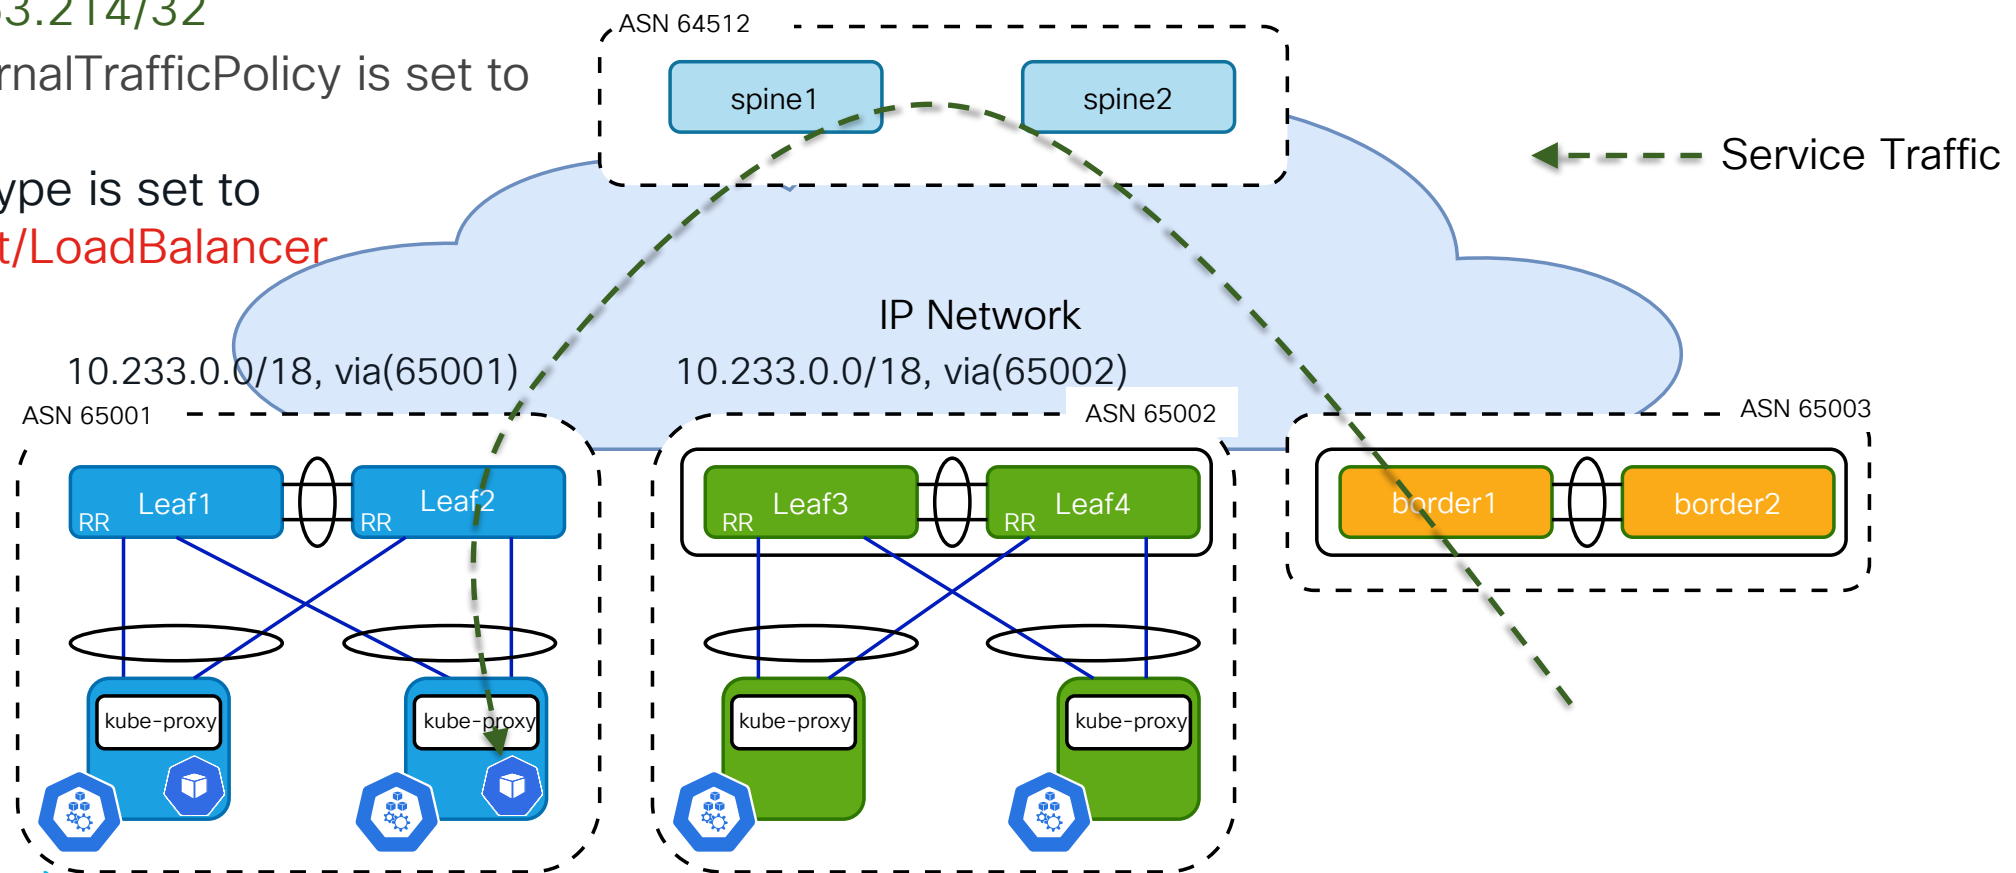 53.214/32
ernalTrafficPolicy is set to
ype is set to
t/LoadBalancer
ASN 64512
spine1
spine2
Service Traffic
IP Network
10.233.0.0/18, via(65001)
10.233.0.0/18, via(65002)
ASN 65001
ASN 65002
ASN 65003
Leaf1
RR
Leaf2
RR
Leaf3
RR
Leaf4
RR
border1
border2
kube-proxy
kube-proxy
kube-proxy
kube-proxy